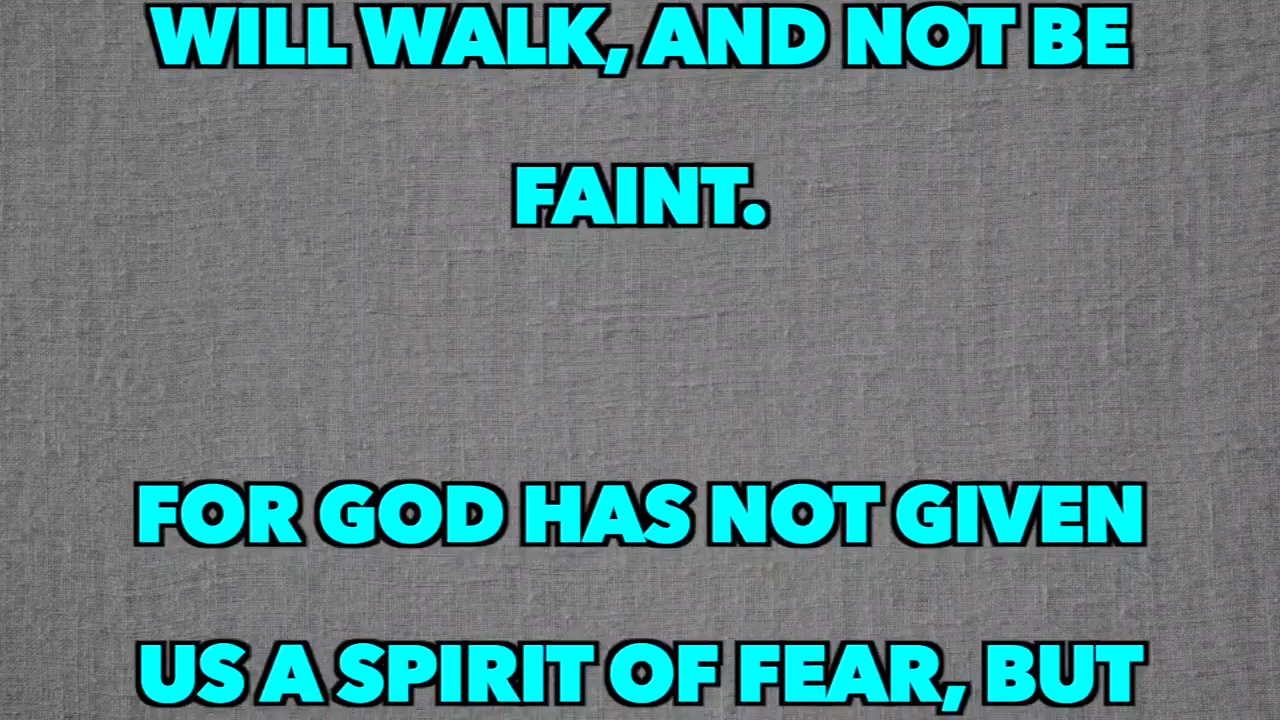 WILL WALK, AND NOT BE
FAINT.
FOR GOD HAS NOT GIVEN
US A SPIRIT OF FEAR, BUT